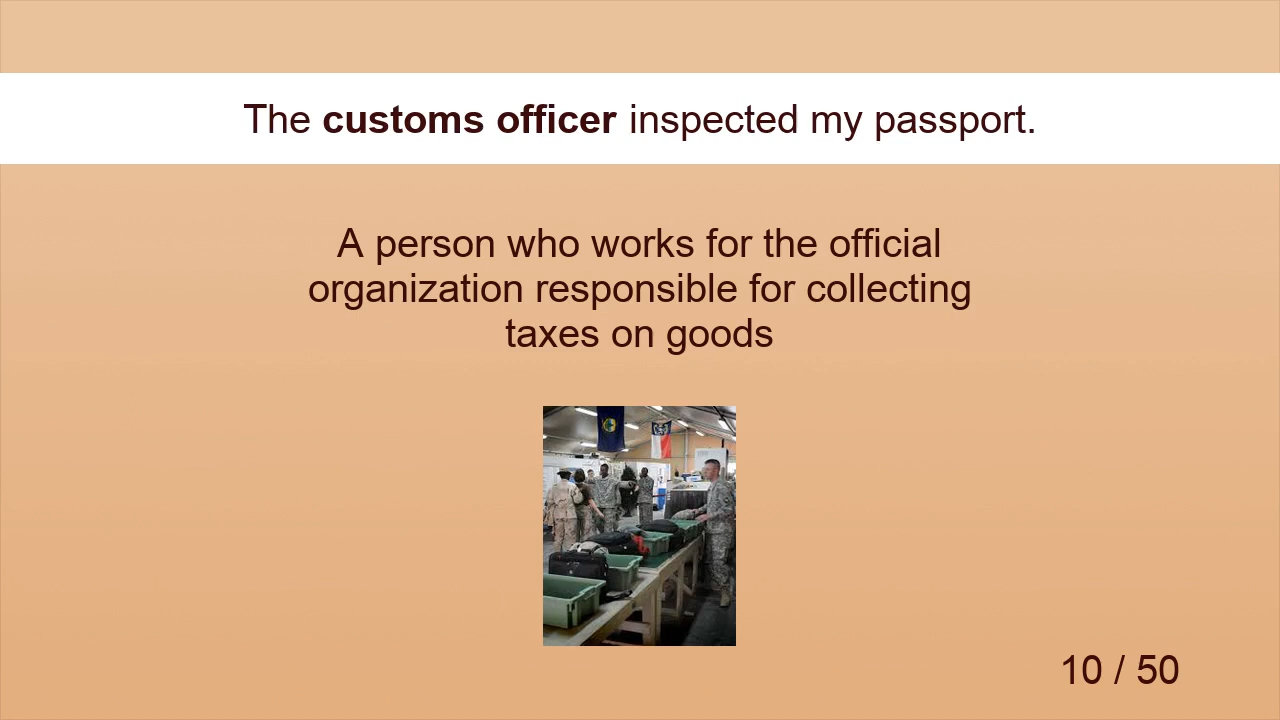 The customs officer inspected my passport.
A person who works for the official
organization responsible for collecting
taxes on goods
10 / 50